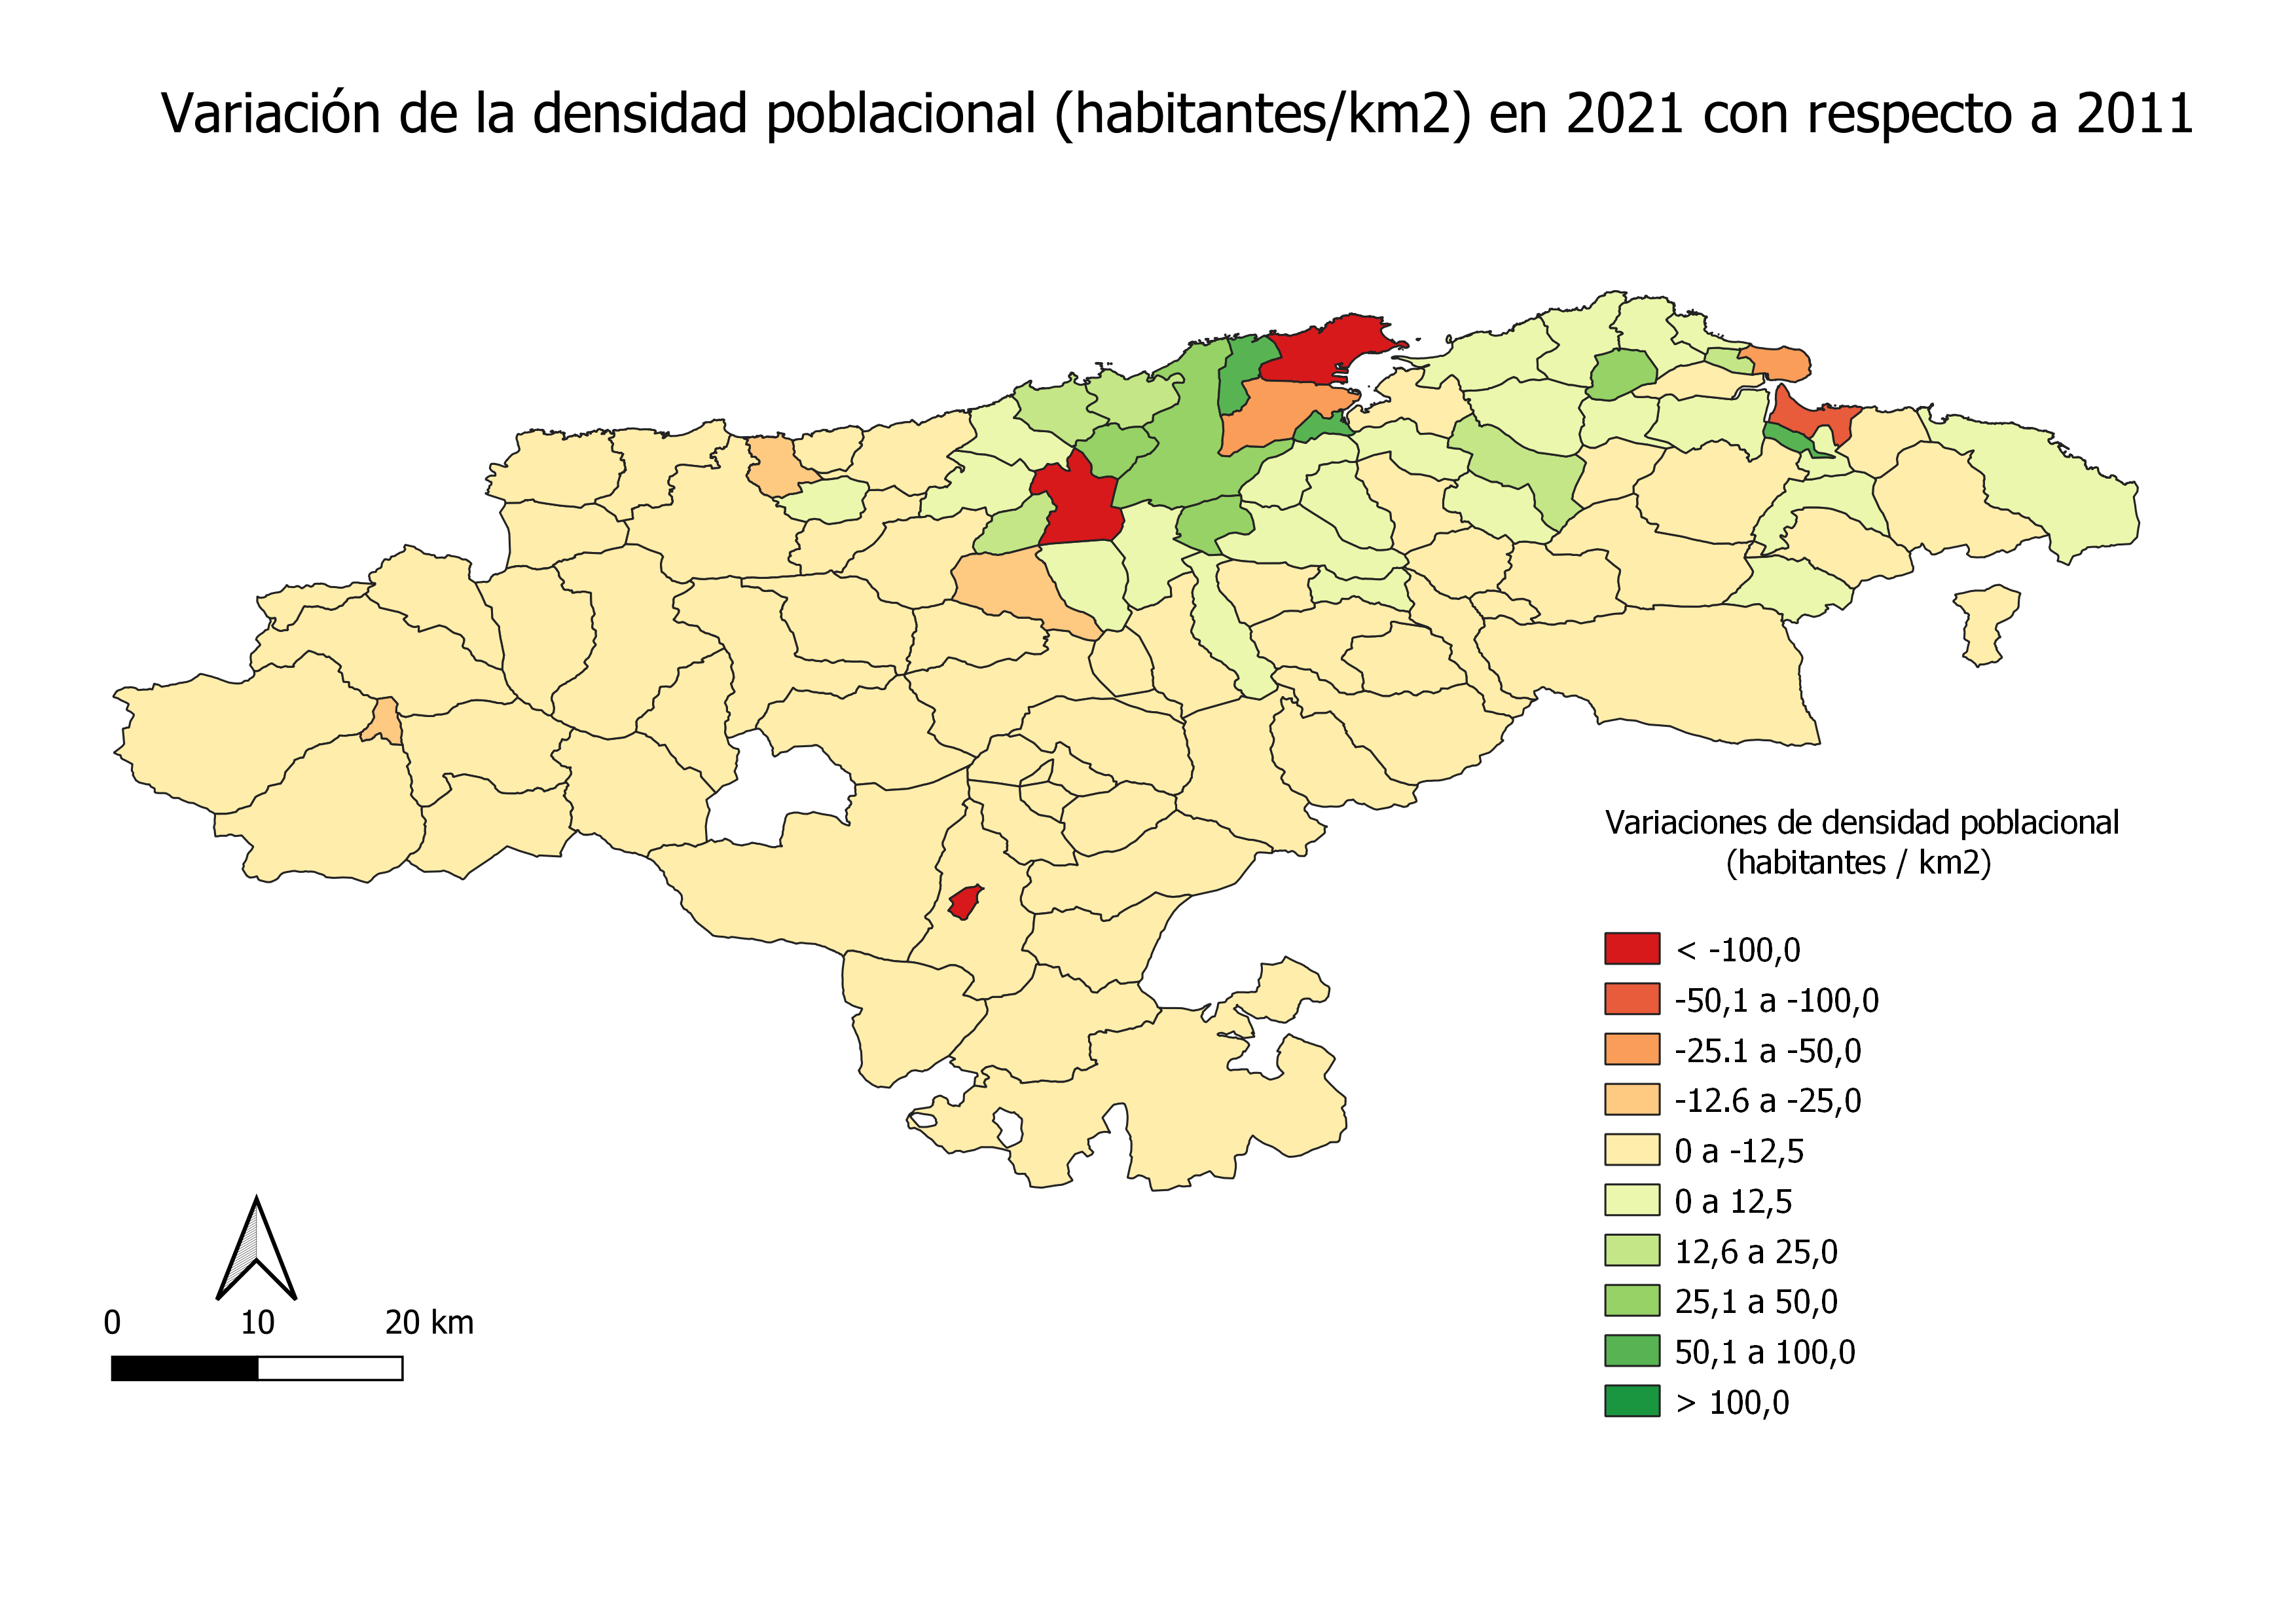 Variación de la densidad poblacional (habitantes/km2) en 2021 con respecto a 2011
Variaciones de densidad poblacional
(habitantes / km2)
< -100,0
-50,1 a -100,0
-25.1 a -50,0
-12.6 a -25,0
0 a -12,5
0 a 12,5
12,6 a 25,0
25,1 a 50,0
50,1 a 100,0
> 100,0
0 10 20 km